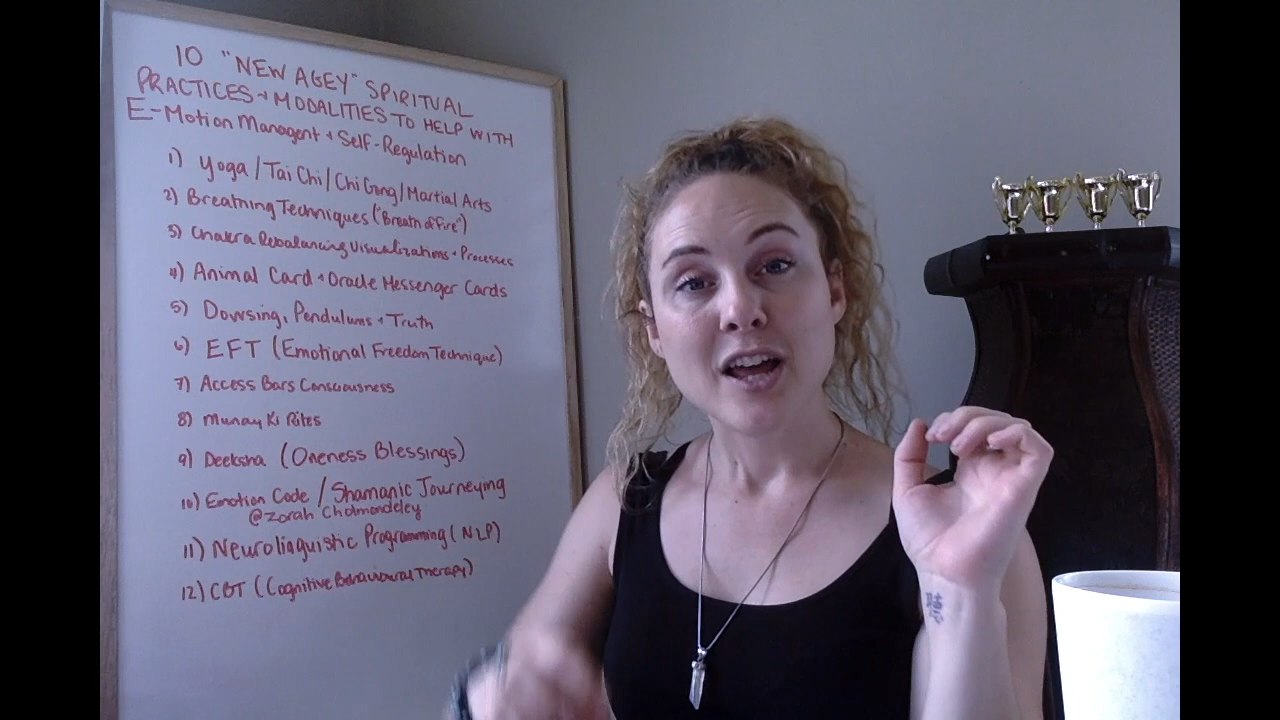 10 "NEW AGEY" SPIRITUAL
PRACTICES + MODALITIES TO HELP WITH
E-Motion Managent + Self-Regulation
1) Yoga / Tai Chi / Chi Gong / Martial Arts
2) Breathing Techniques ("Breath of Fire")
3) Chakra Rebalancing Visualizations + Processes
4) Animal Card + Oracle Messenger Cards
5) Dowsing, Pendulums + Truth
6) EFT (Emotional Freedom Technique)
7) Access Bars Consciousness
8) Munay Ki Rites
9) Deeksha (Oneness Blessings)
10) Emotion Code / Shamanic Journeying
@Zorah Cholmondeley
11) Neurolinguistic Programming (NLP)
12) CBT (Cognitive Behavioural Therapy)